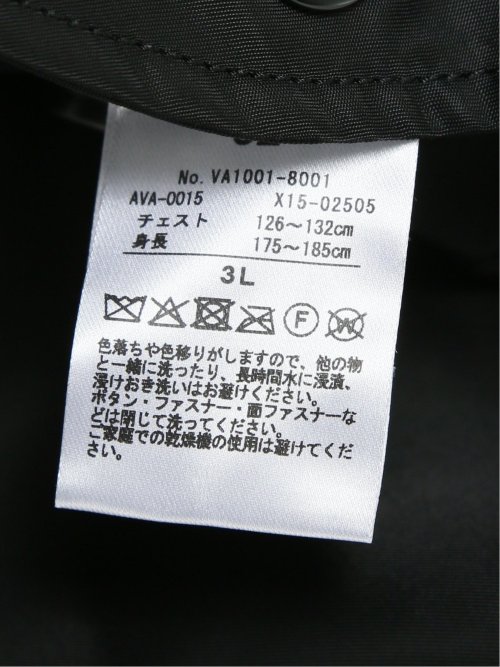 No. VA1001-8001
AVA-0015 X15-02505
チェスト 126～132cm
身長 175～185cm
3L
F W
色落ちや色移りがしますので、他の物
と一緒に洗ったり、長時間水に浸漬、
浸けおき洗いはお避けください。
ボタン・ファスナー・面ファスナーな
どは閉じて洗ってください。
ご家庭での乾燥機の使用は避けてくだ
さい。